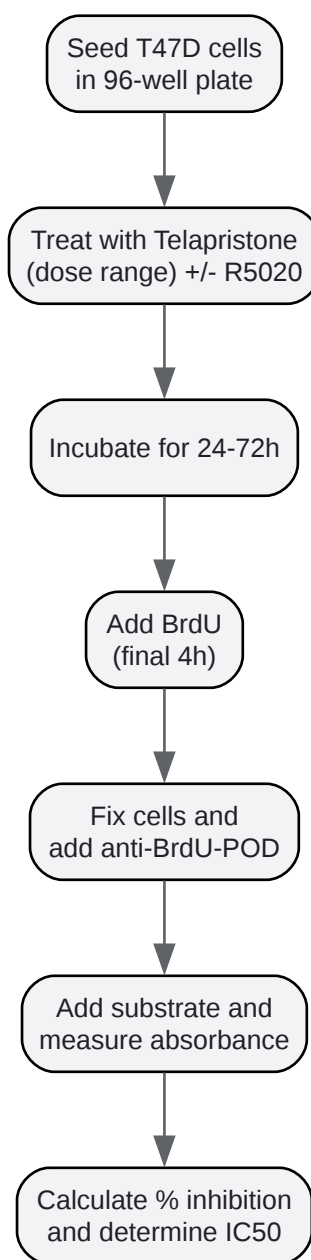 Seed T47D cells
in 96-well plate
Treat with Telapristone
(dose range) +/- R5020
Incubate for 24-72h
Add BrdU
(final 4h)
Fix cells and
add anti-BrdU-POD
Add substrate and
measure absorbance
Calculate % inhibition
and determine IC50